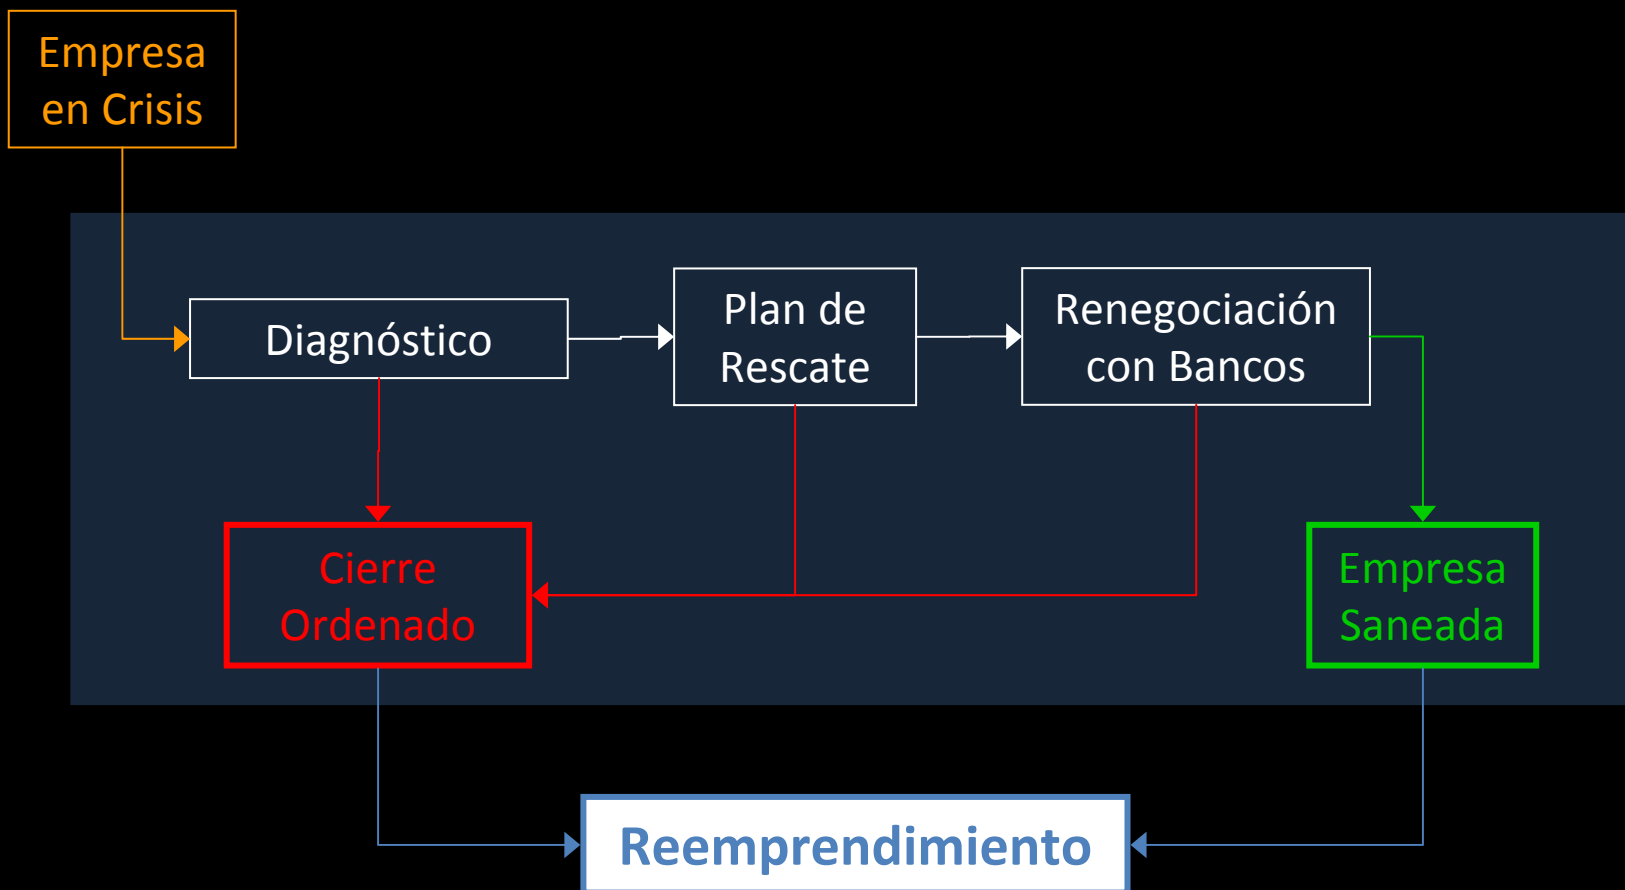 Empresa
en Crisis
Diagnóstico
Plan de
Rescate
Renegociación
con Bancos
Cierre
Ordenado
Empresa
Saneada
Reemprendimiento